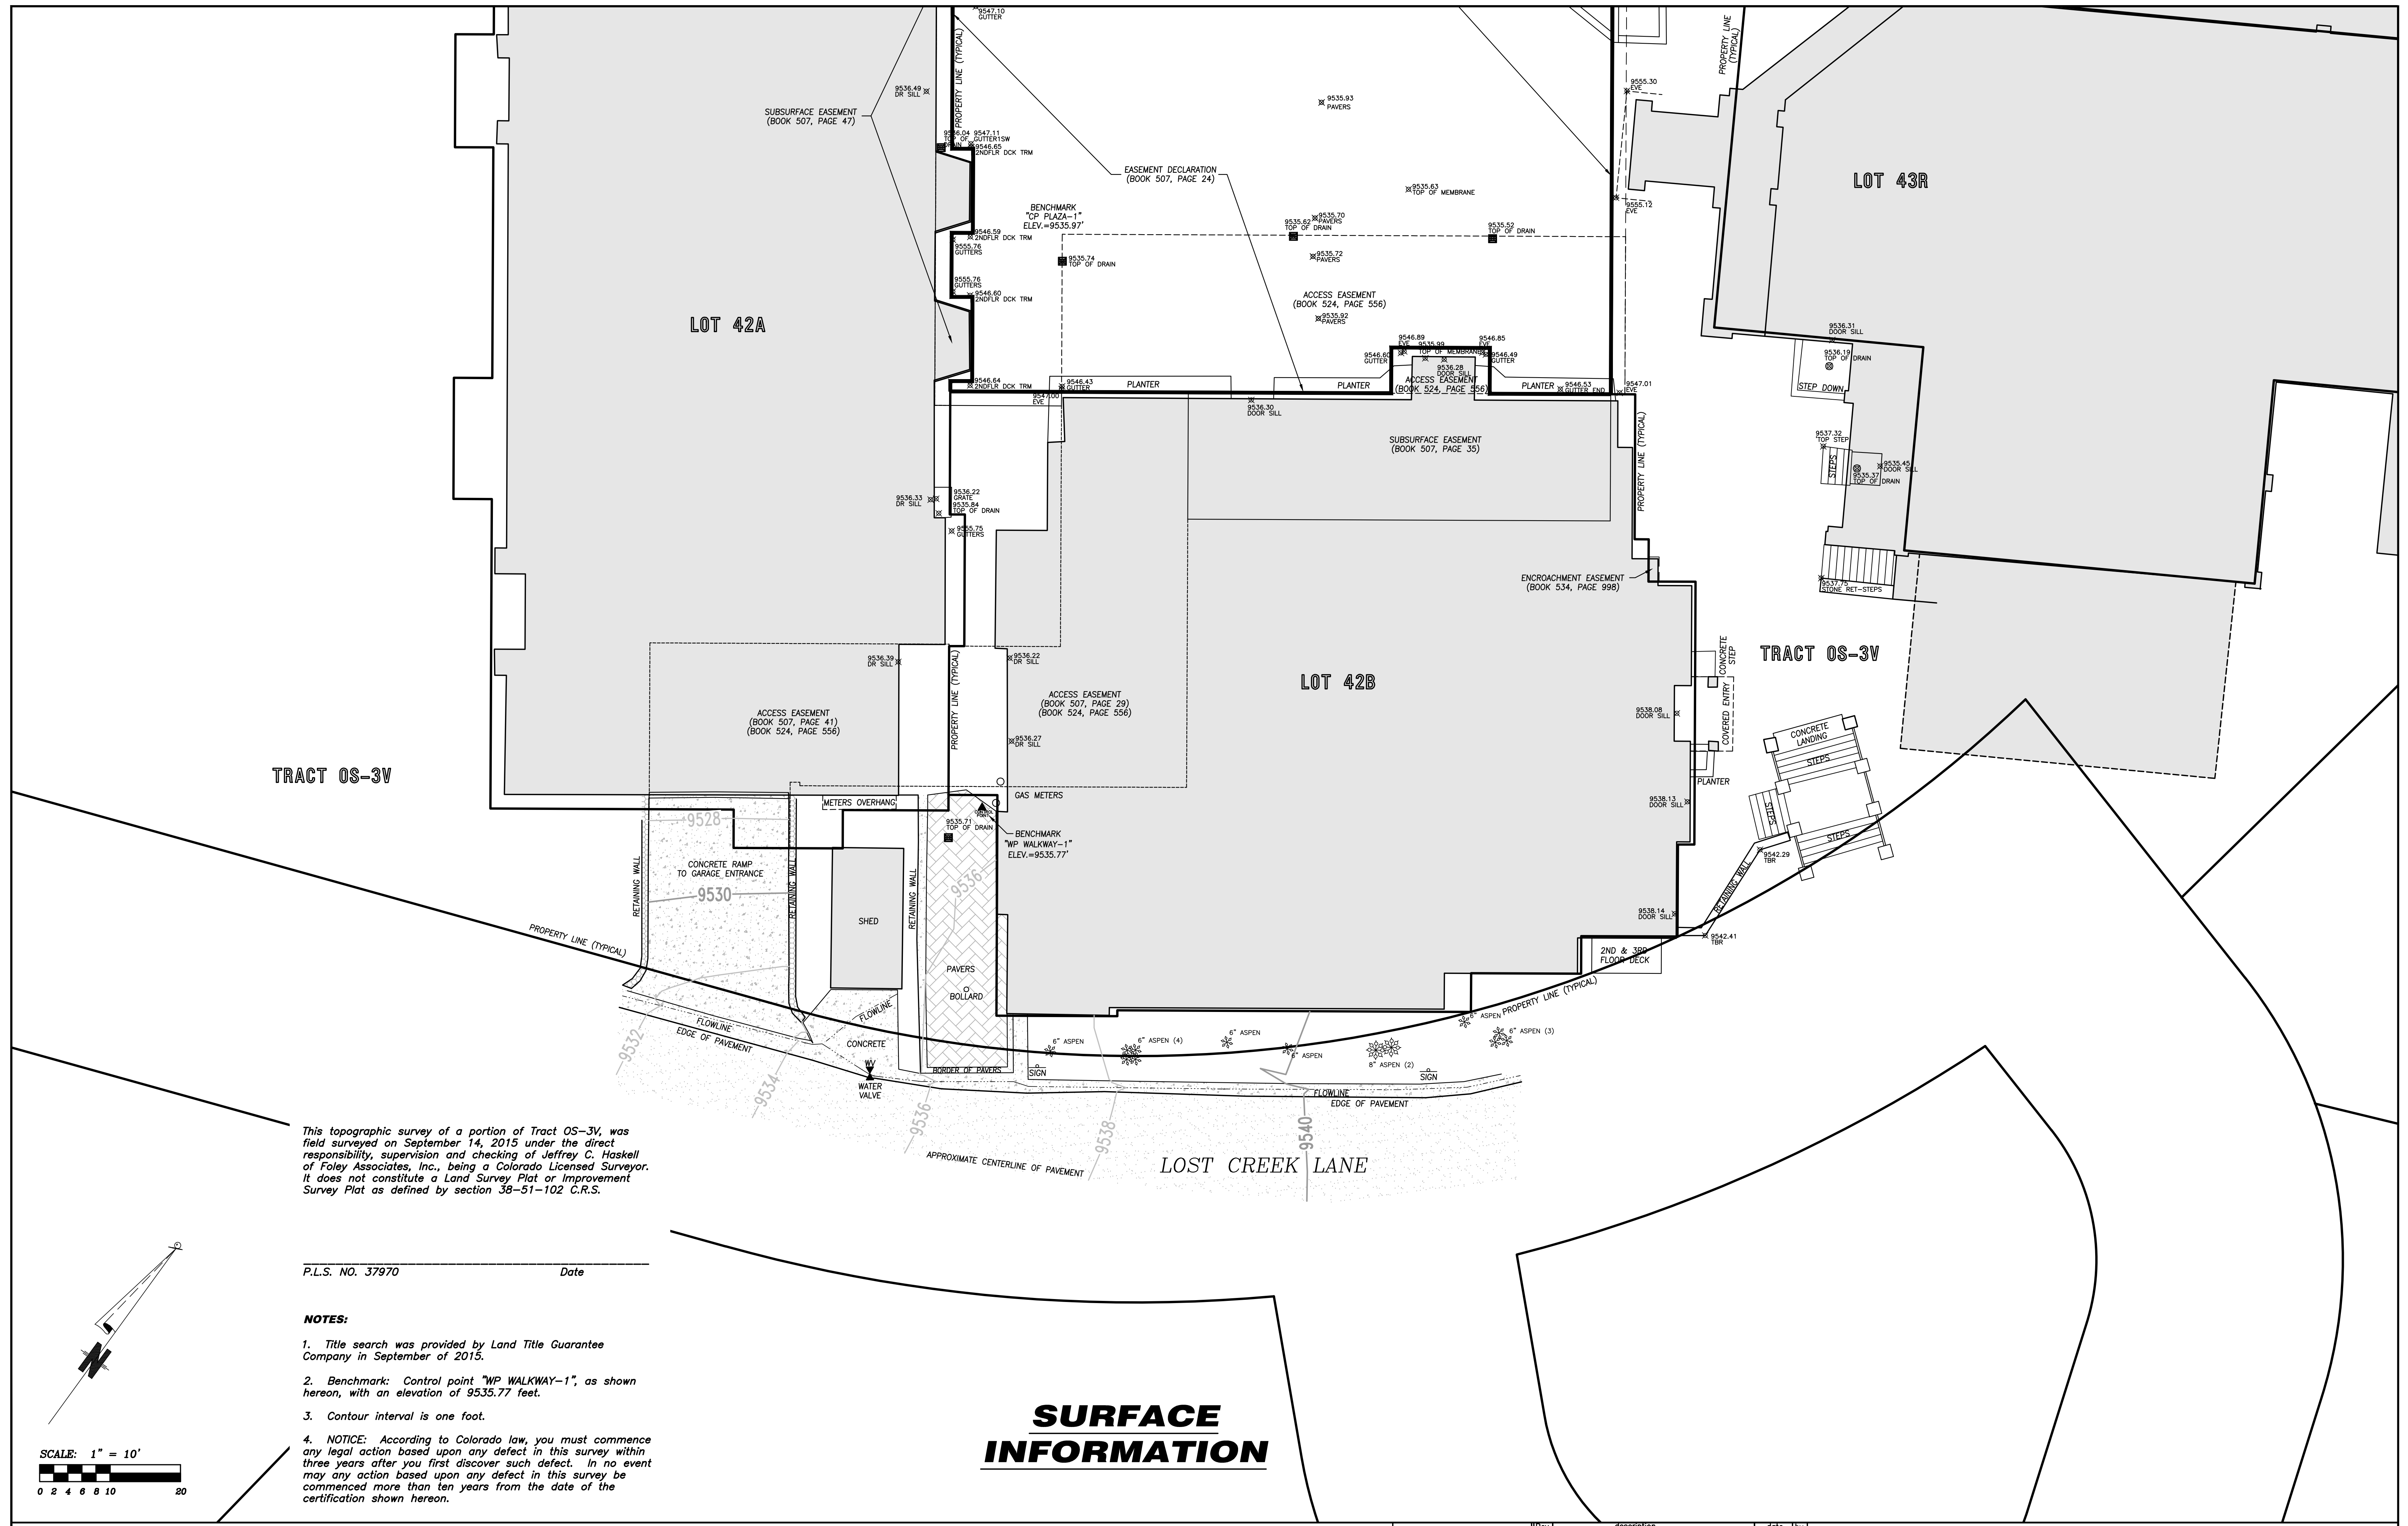 9547.10
GUTTER
PROPERTY LINE (TYPICAL)
PROPERTY LINE
(TYPICAL)
9536.49
DR SILL
SUBSURFACE EASEMENT
(BOOK 507, PAGE 47)
9535.93
PAVERS
9555.30
EVE
9536.04 9547.11
TOP OF GUTTER1SW
DRAIN
9546.65
2NDFLR DCK TRM
EASEMENT DECLARATION
(BOOK 507, PAGE 24)
LOT 43R
9535.63
TOP OF MEMBRANE
BENCHMARK
"CP PLAZA-1"
ELEV.=9535.97'
9555.12
EVE
9535.70
PAVERS
9535.62
TOP OF DRAIN
9535.52
TOP OF DRAIN
9546.59
2NDFLR DCK TRM
9555.76
GUTTERS
9535.74
TOP OF DRAIN
9535.72
PAVERS
9555.76
GUTTERS
9546.60
2NDFLR DCK TRM
ACCESS EASEMENT
(BOOK 524, PAGE 556)
9535.92
PAVERS
LOT 42A
9536.31
DOOR SILL
9546.89
EVE
9535.99
TOP OF MEMBRANE
9546.85
EVE
9546.60
GUTTER
9546.49
GUTTER
9536.19
TOP OF DRAIN
9536.28
DOOR SILL
9546.64
2NDFLR DCK TRM
9546.43
GUTTER
PLANTER
PLANTER
ACCESS EASEMENT
(BOOK 524, PAGE 556)
PLANTER
9546.53
GUTTER END
9547.01
EVE
STEP DOWN
9547.00
EVE
9536.30
DOOR SILL
SUBSURFACE EASEMENT
(BOOK 507, PAGE 35)
PROPERTY LINE (TYPICAL)
9537.32
TOP STEP
STEPS
9535.45
DOOR SILL
9535.37
TOP OF DRAIN
9536.33
DR SILL
9536.22
GRATE
9535.84
TOP OF DRAIN
9555.75
GUTTERS
ENCROACHMENT EASEMENT
(BOOK 534, PAGE 998)
9537.75
STONE RET-STEPS
9536.39
DR SILL
PROPERTY LINE (TYPICAL)
9536.22
DR SILL
LOT 42B
CONCRETE
STEP
TRACT OS-3V
ACCESS EASEMENT
(BOOK 507, PAGE 29)
(BOOK 524, PAGE 556)
ACCESS EASEMENT
(BOOK 507, PAGE 41)
(BOOK 524, PAGE 556)
9538.08
DOOR SILL
COVERED ENTRY
9536.27
DR SILL
CONCRETE
LANDING
STEPS
STEPS
STEPS
TRACT OS-3V
PLANTER
METERS OVERHANG
GAS METERS
CONTROL
POINT
9538.13
DOOR SILL
9528
9535.71
TOP OF DRAIN
BENCHMARK
"WP WALKWAY-1"
ELEV.=9535.77'
9542.29
TBR
RETAINING WALL
CONCRETE RAMP
TO GARAGE ENTRANCE
RETAINING WALL
RETAINING WALL
RETAINING WALL
9530
9536
SHED
9538.14
DOOR SILL
9542.41
TBR
PROPERTY LINE (TYPICAL)
2ND & 3RD
FLOOR DECK
PAVERS
BOLLARD
PROPERTY LINE (TYPICAL)
FLOWLINE
FLOWLINE
EDGE OF PAVEMENT
CONCRETE
6" ASPEN
6" ASPEN (4)
6" ASPEN
6" ASPEN
6" ASPEN
6" ASPEN (3)
8" ASPEN (2)
9532
WV
WATER
VALVE
BORDER OF PAVERS
SIGN
SIGN
FLOWLINE
EDGE OF PAVEMENT
9534
9536
9538
9540
APPROXIMATE CENTERLINE OF PAVEMENT
LOST CREEK LANE
This topographic survey of a portion of Tract OS-3V, was
field surveyed on September 14, 2015 under the direct
responsibility, supervision and checking of Jeffrey C. Haskell
of Foley Associates, Inc., being a Colorado Licensed Surveyor.
It does not constitute a Land Survey Plat or Improvement
Survey Plat as defined by section 38-51-102 C.R.S.
P.L.S. NO. 37970 Date
NOTES:
1. Title search was provided by Land Title Guarantee
Company in September of 2015.
2. Benchmark: Control point "WP WALKWAY-1", as shown
hereon, with an elevation of 9535.77 feet.
3. Contour interval is one foot.
4. NOTICE: According to Colorado law, you must commence
any legal action based upon any defect in this survey within
three years after you first discover such defect. In no event
may any action based upon any defect in this survey be
commenced more than ten years from the date of the
certification shown hereon.
N
SCALE: 1" = 10'
0 2 4 6 8 10 20
SURFACE
INFORMATION
Rev description date by